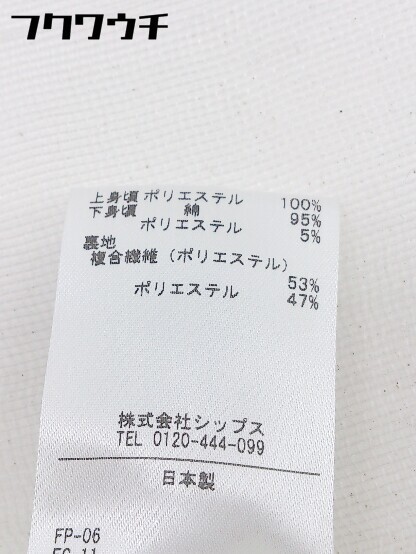 フクワウチ
上身頃 ポリエステル 100%
下身頃 綿 95%
ポリエステル 5%
裏地
複合繊維(ポリエステル)
53%
ポリエステル 47%
株式会社シップス
TEL 0120-444-099
日本製
FP-06